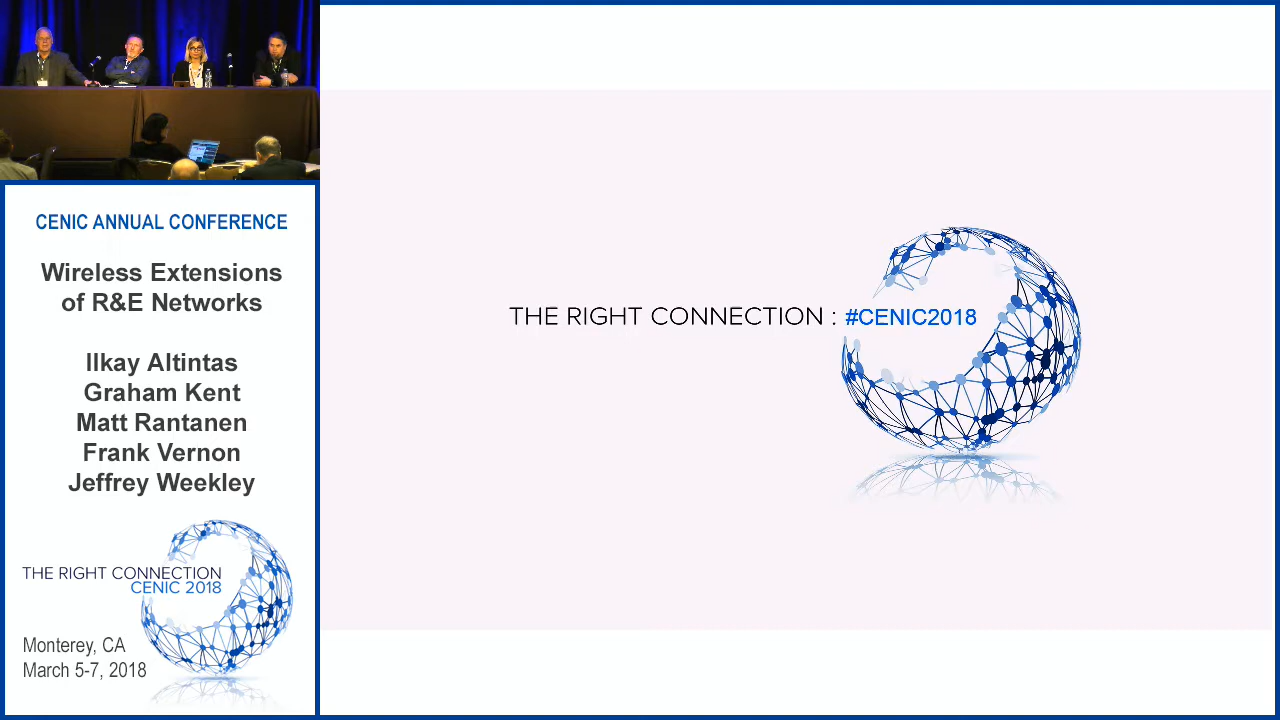 CENIC ANNUAL CONFERENCE
Wireless Extensions
of R&E Networks
Ilkay Altintas
Graham Kent
Matt Rantanen
Frank Vernon
Jeffrey Weekley
THE RIGHT CONNECTION
CENIC 2018
Monterey, CA
March 5-7, 2018
THE RIGHT CONNECTION : #CENIC2018